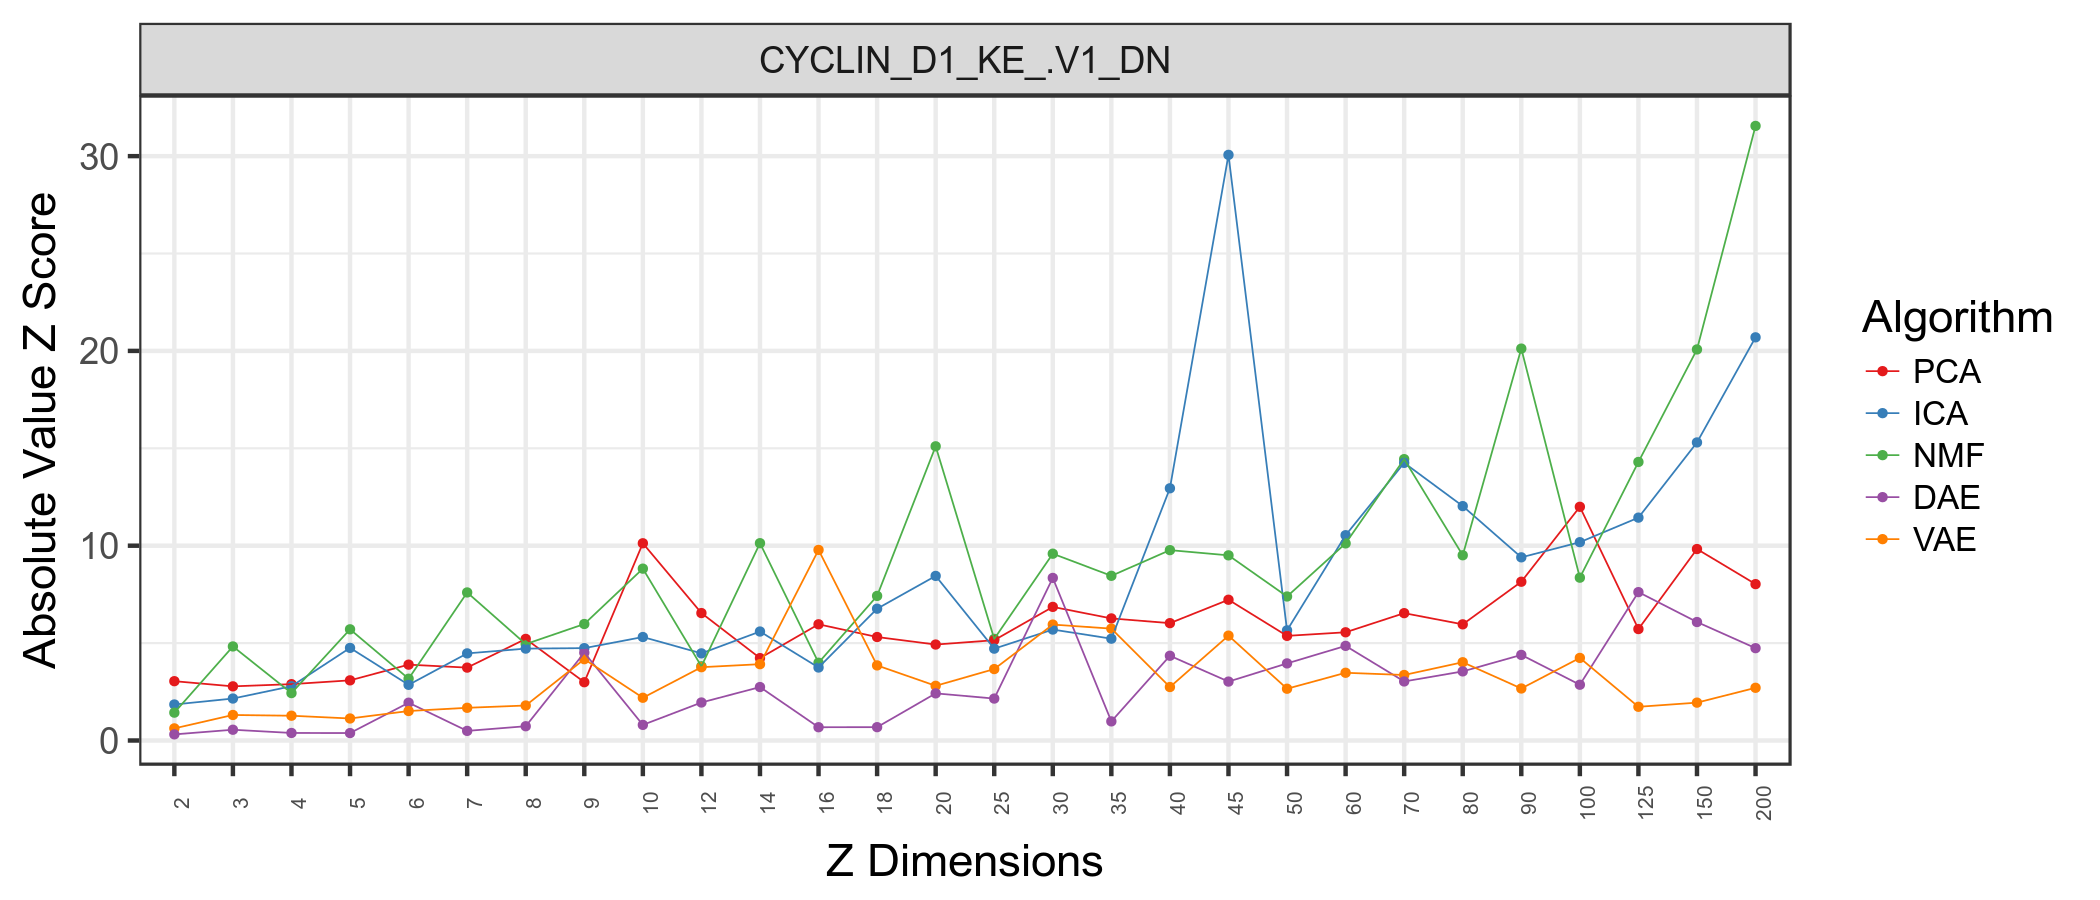 CYCLIN_D1_KE_.V1_DN
Absolute Value Z Score
30
20
10
0
2 3 4 5 6 7 8 9 10 12 14 16 18 20 25 30 35 40 45 50 60 70 80 90 100 125 150 200
Z Dimensions
Algorithm
PCA
ICA
NMF
DAE
VAE